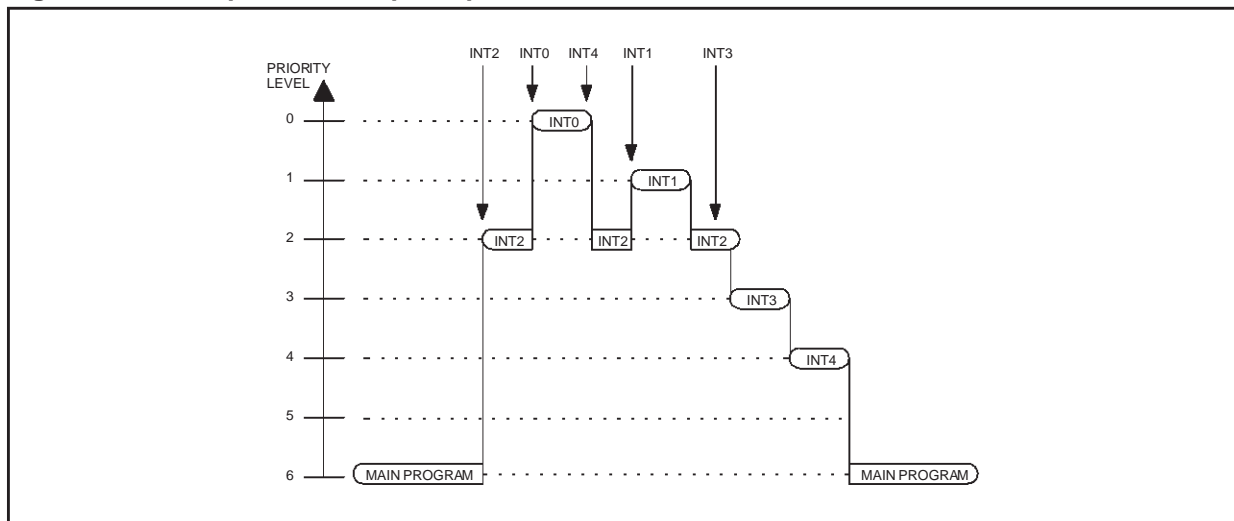 INT2 INT0 INT4 INT1 INT3
PRIORITY
LEVEL
0 INT0
1 INT1
2 INT2 INT2 INT2
3 INT3
4 INT4
5
6 MAIN PROGRAM MAIN PROGRAM